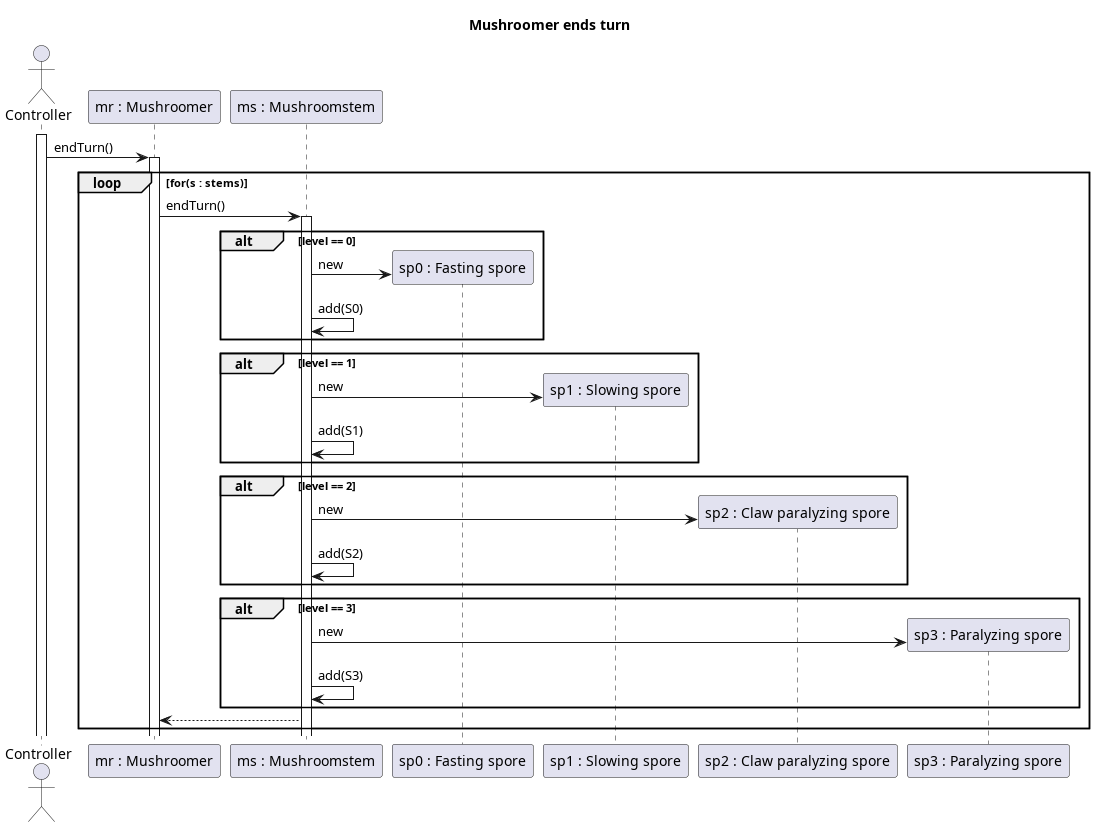 Mushroomer ends turn
Controller
mr : Mushroomer
ms : Mushroomstem
endTurn()
loop
[for(s : stems)]
endTurn()
alt
[level == 0]
new
sp0 : Fasting spore
add(S0)
alt
[level == 1]
new
sp1 : Slowing spore
add(S1)
alt
[level == 2]
new
sp2 : Claw paralyzing spore
add(S2)
alt
[level == 3]
new
sp3 : Paralyzing spore
add(S3)
Controller
mr : Mushroomer
ms : Mushroomstem
sp0 : Fasting spore
sp1 : Slowing spore
sp2 : Claw paralyzing spore
sp3 : Paralyzing spore